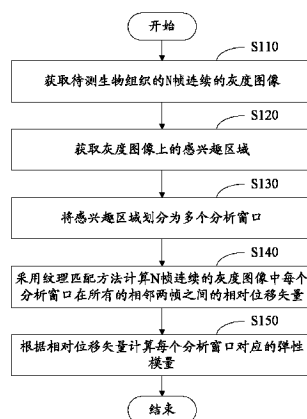 开始
S110
获取待测生物组织的N帧连续的灰度图像
S120
获取灰度图像上的感兴趣区域
S130
将感兴趣区域划分为多个分析窗口
S140
采用纹理匹配方法计算N帧连续的灰度图像中每个
分析窗口在所有的相邻两帧之间的相对位移矢量
S150
根据相对位移矢量计算每个分析窗口对应的弹性
模量
结束